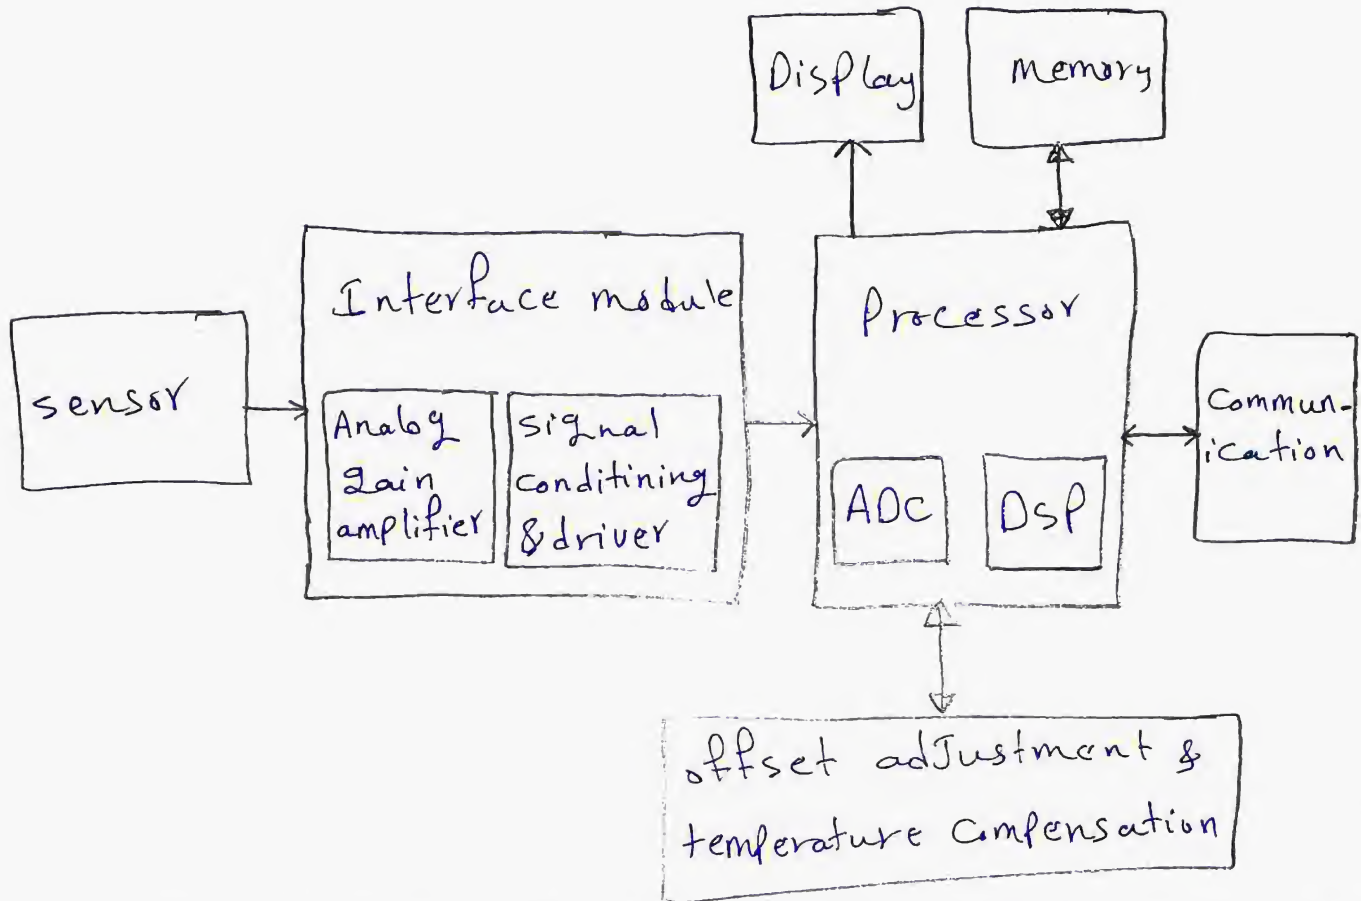 Display
memory
Interface module
Processor
sensor
Analog
gain
amplifier
signal
conditining
& driver
ADC
DSP
Commun-
ication
offset adJustment &
temperature compensation